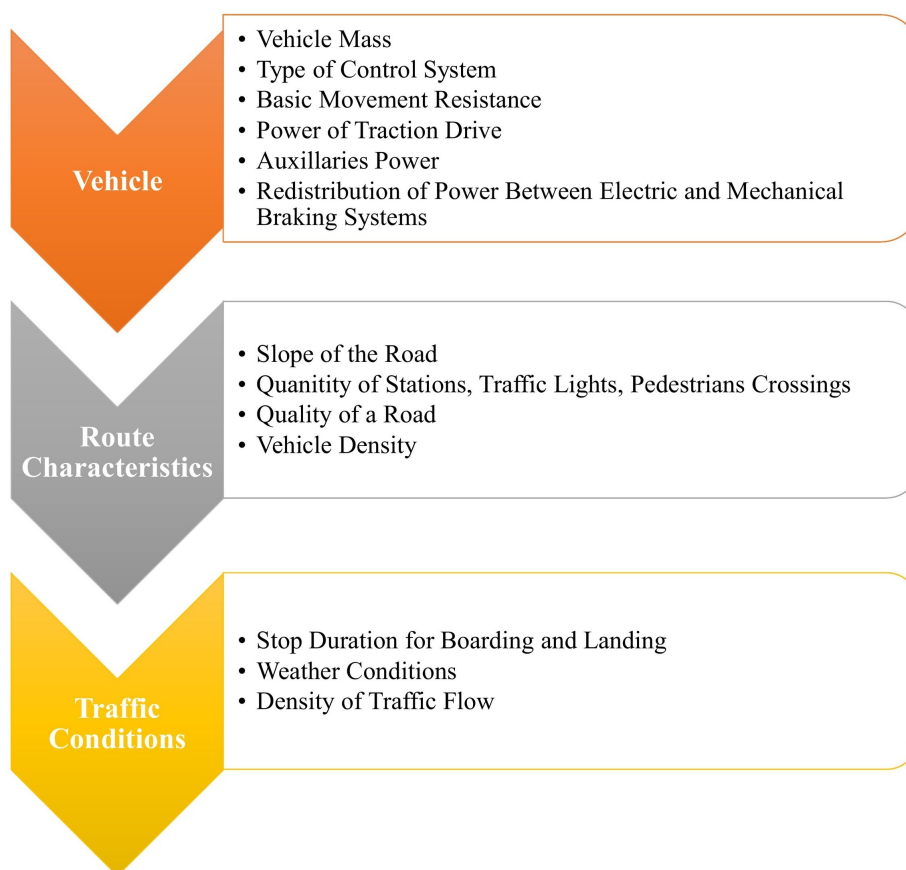 Vehicle
• Vehicle Mass
• Type of Control System
• Basic Movement Resistance
• Power of Traction Drive
• Auxillaries Power
• Redistribution of Power Between Electric and Mechanical
Braking Systems
Route
Characteristics
• Slope of the Road
• Quanitity of Stations, Traffic Lights, Pedestrians Crossings
• Quality of a Road
• Vehicle Density
Traffic
Conditions
• Stop Duration for Boarding and Landing
• Weather Conditions
• Density of Traffic Flow